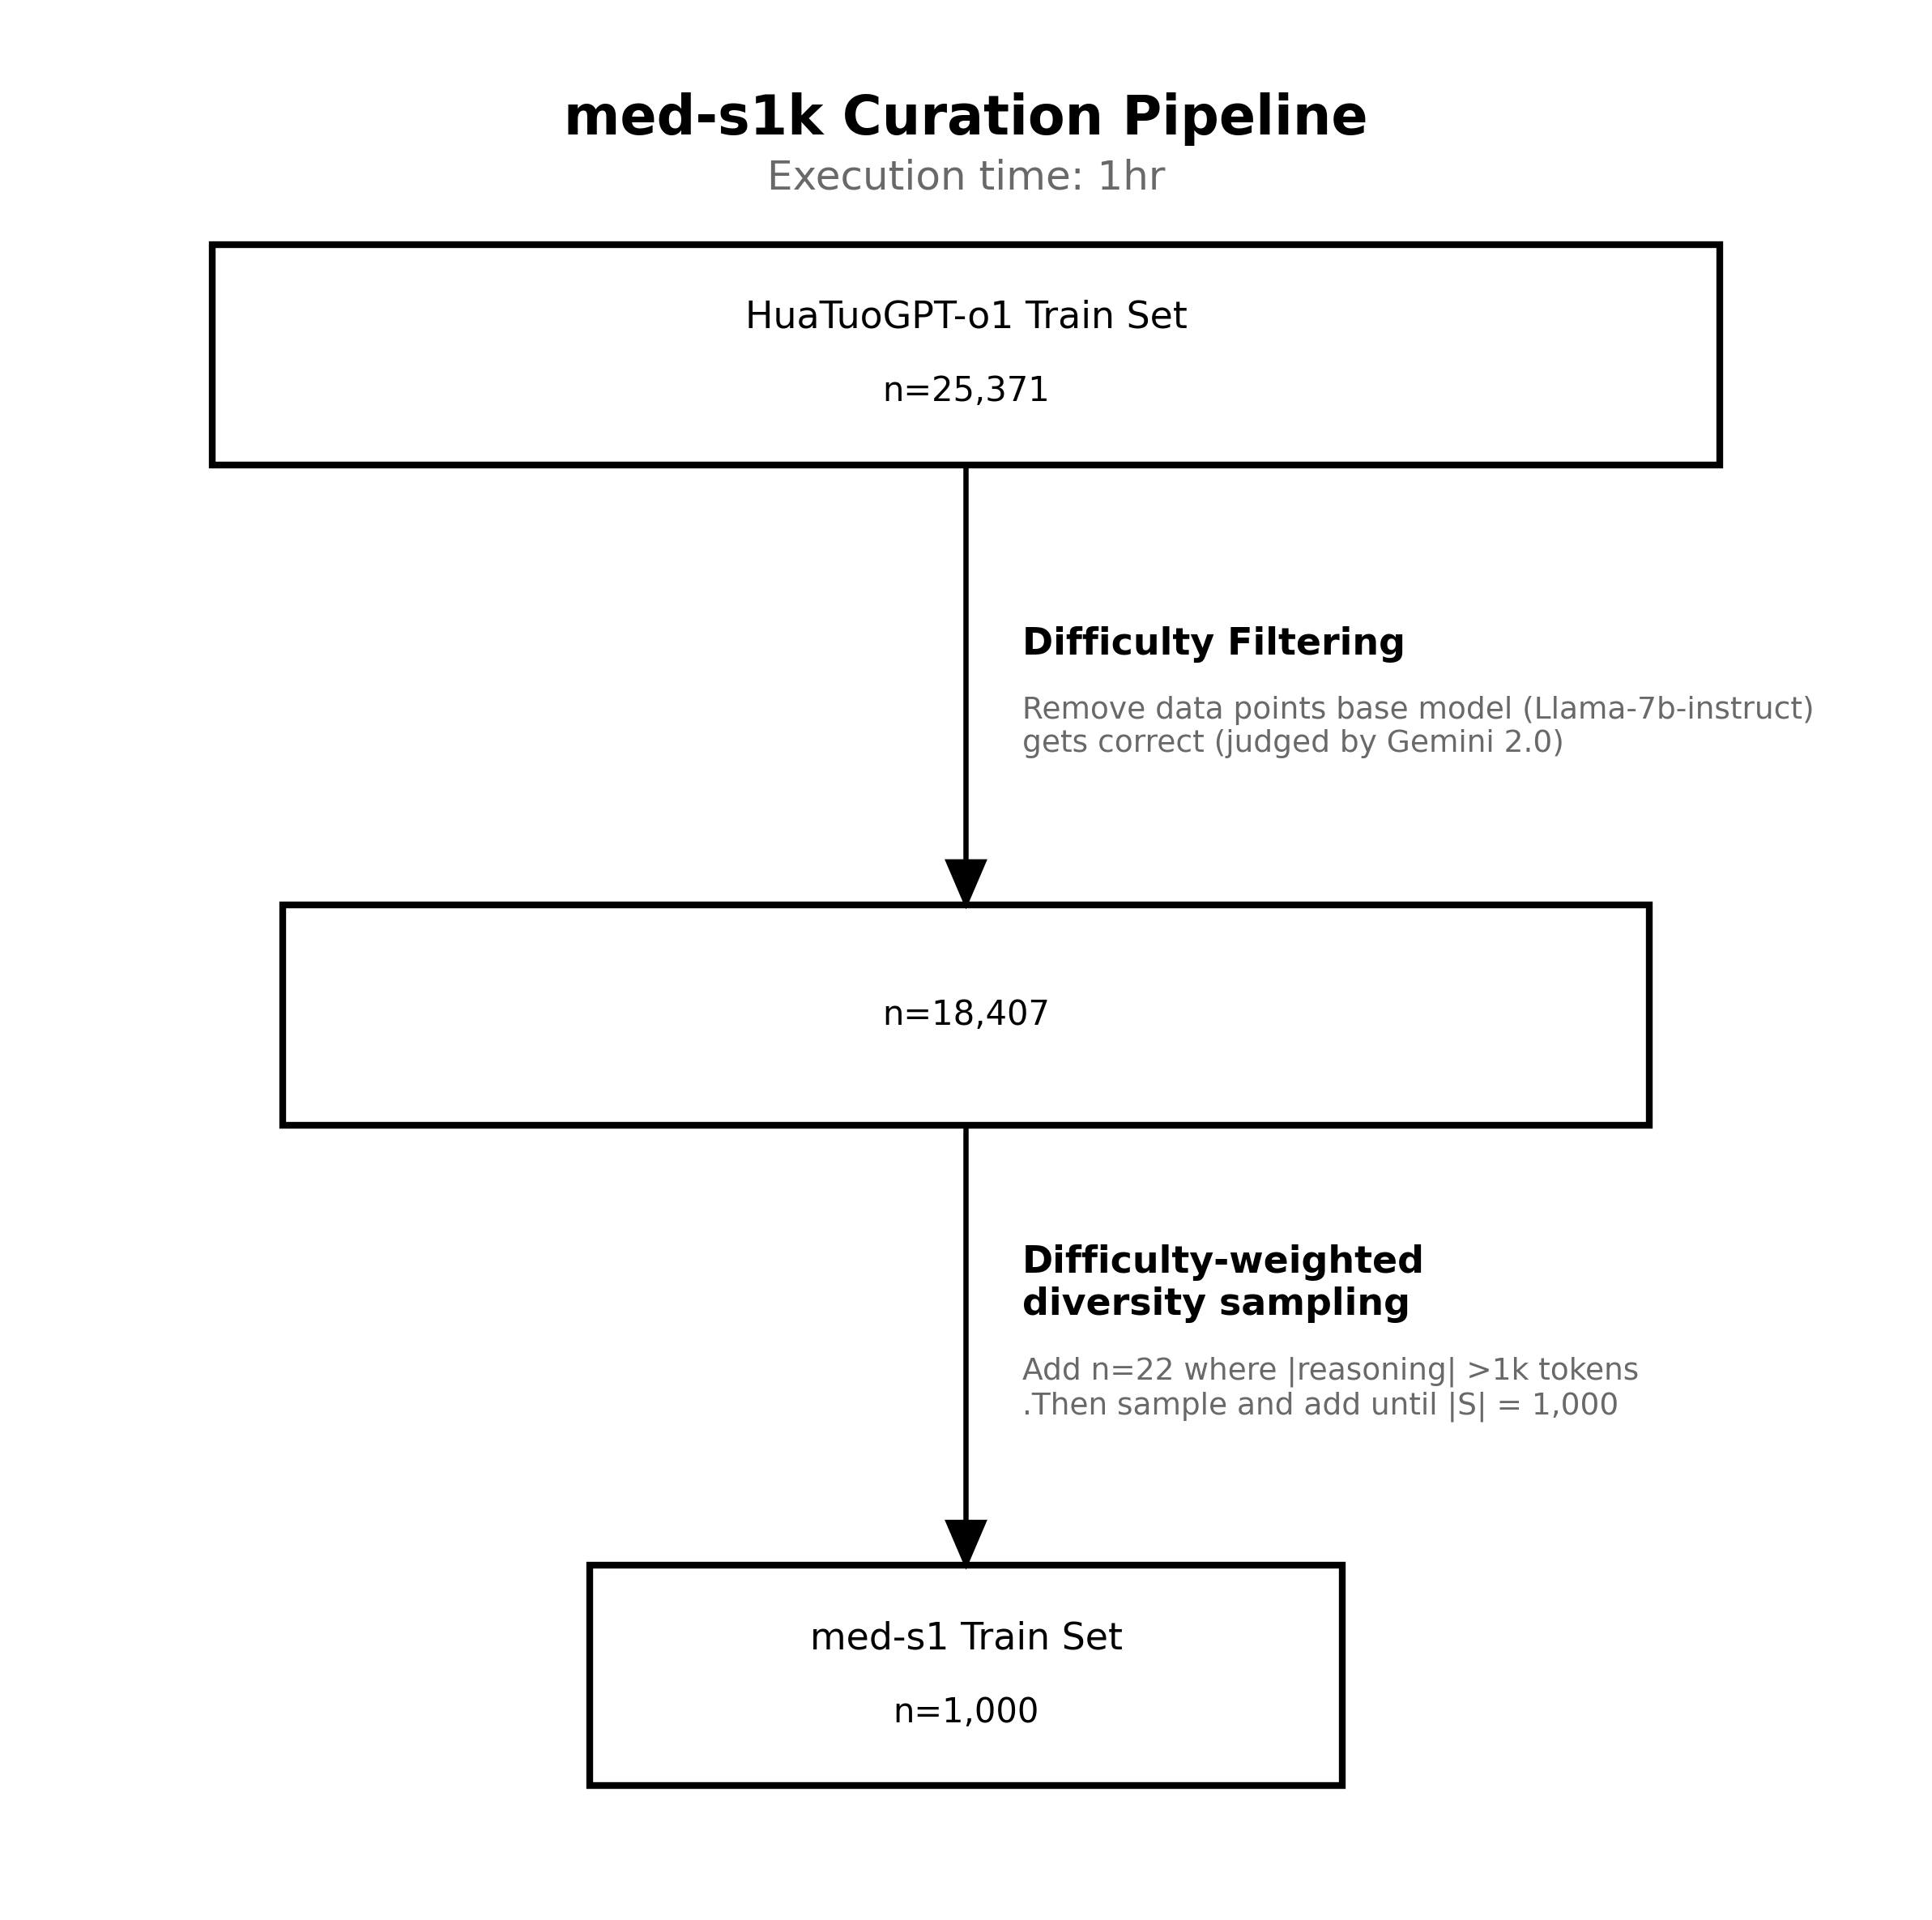 med-s1k Curation Pipeline
Execution time: 1hr
HuaTuoGPT-o1 Train Set
n=25,371
Difficulty Filtering
Remove data points base model (Llama-7b-instruct)
gets correct (judged by Gemini 2.0)
n=18,407
Difficulty-weighted
diversity sampling
Add n=22 where |reasoning| >1k tokens
.Then sample and add until |S| = 1,000
med-s1 Train Set
n=1,000